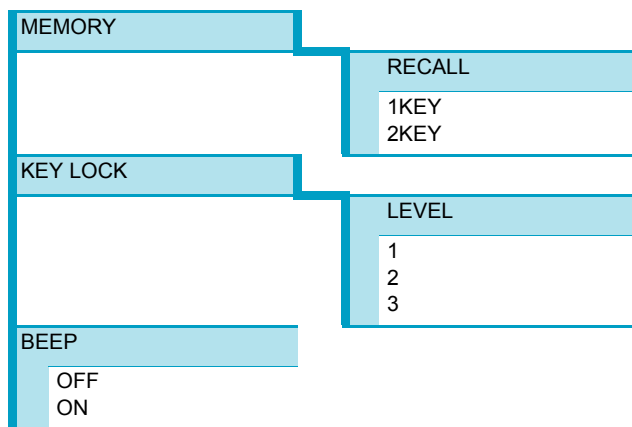 MEMORY
RECALL
1KEY
2KEY
KEY LOCK
LEVEL
1
2
3
BEEP
OFF
ON